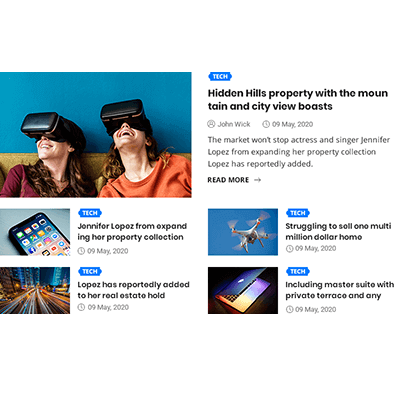 TECH
Hidden Hills property with the moun
tain and city view boasts
John Wick 09 May, 2020
The market won't stop actress and singer Jennifer
Lopez from expanding her property collection
Lopez has reportedly added.
READ MORE
TECH
Jennifer Lopez from expand
ing her property collection
09 May, 2020
TECH
Struggling to sell one multi
million dollar home
09 May, 2020
TECH
Lopez has reportedly added
to her real estate hold
09 May, 2020
TECH
Including master suite with
private terrace and any
09 May, 2020